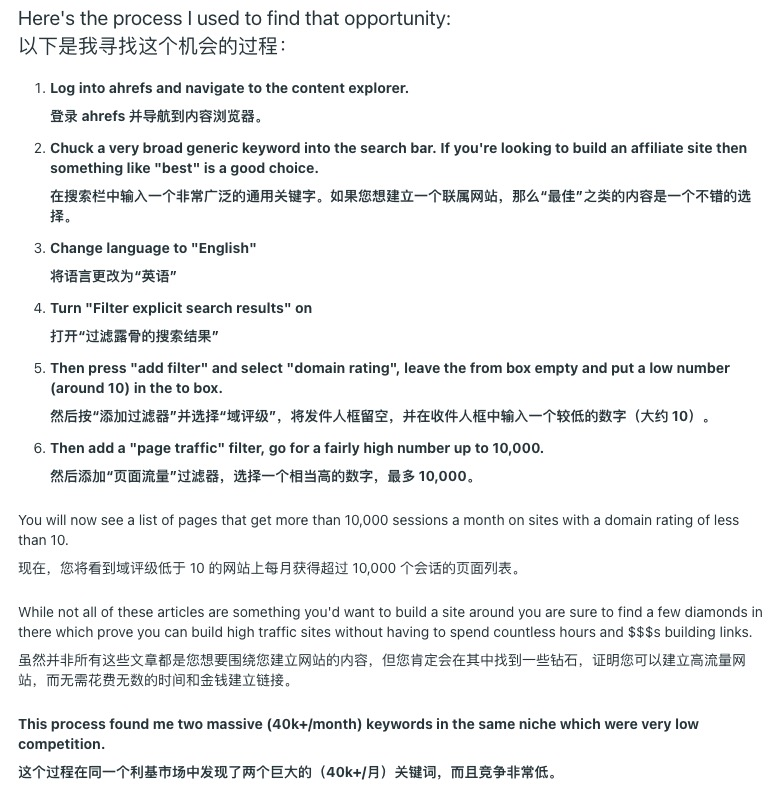 Here's the process I used to find that opportunity:
以下是我寻找这个机会的过程：
1. Log into ahrefs and navigate to the content explorer.
登录 ahrefs 并导航到内容浏览器。
2. Chuck a very broad generic keyword into the search bar. If you're looking to build an affiliate site then
something like "best" is a good choice.
在搜索栏中输入一个非常广泛的通用关键字。如果您想建立一个联属网站，那么“最佳”之类的内容是一个不错的选
择。
3. Change language to "English"
将语言更改为“英语”
4. Turn "Filter explicit search results" on
打开“过滤露骨的搜索结果”
5. Then press "add filter" and select "domain rating", leave the from box empty and put a low number
(around 10) in the to box.
然后按“添加过滤器”并选择“域评级”，将发件人框留空，并在收件人框中输入一个较低的数字（大约 10）。
6. Then add a "page traffic" filter, go for a fairly high number up to 10,000.
然后添加“页面流量”过滤器，选择一个相当高的数字，最多 10,000。
You will now see a list of pages that get more than 10,000 sessions a month on sites with a domain rating of less
than 10.
现在，您将看到域评级低于 10 的网站上每月获得超过 10,000 个会话的页面列表。
While not all of these articles are something you'd want to build a site around you are sure to find a few diamonds in
there which prove you can build high traffic sites without having to spend countless hours and $$$s building links.
虽然并非所有这些文章都是您想要围绕您建立网站的内容，但您肯定会在其中找到一些钻石，证明您可以建立高流量网
站，而无需花费无数的时间和金钱建立链接。
This process found me two massive (40k+/month) keywords in the same niche which were very low
competition.
这个过程在同一个利基市场中发现了两个巨大的（40k+/月）关键词，而且竞争非常低。